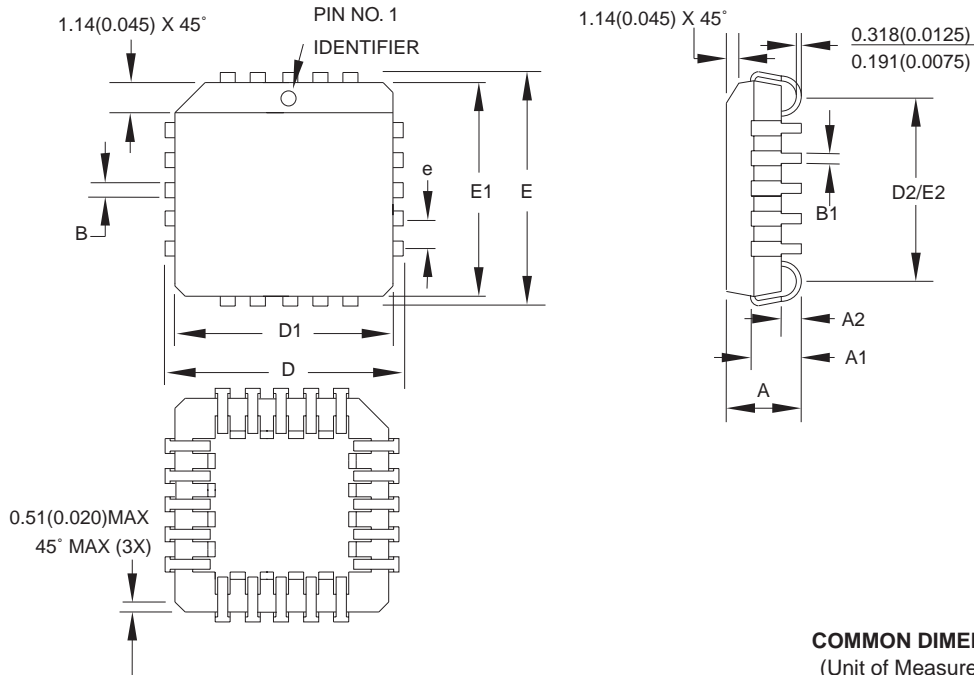 1.14(0.045) X 45˚
PIN NO. 1
IDENTIFIER
1.14(0.045) X 45˚
0.318(0.0125)
0.191(0.0075)
e
E1
E
D2/E2
B
B1
D1
D
A2
A1
A
0.51(0.020)MAX
45˚ MAX (3X)
COMMON DIME
(Unit of Measure